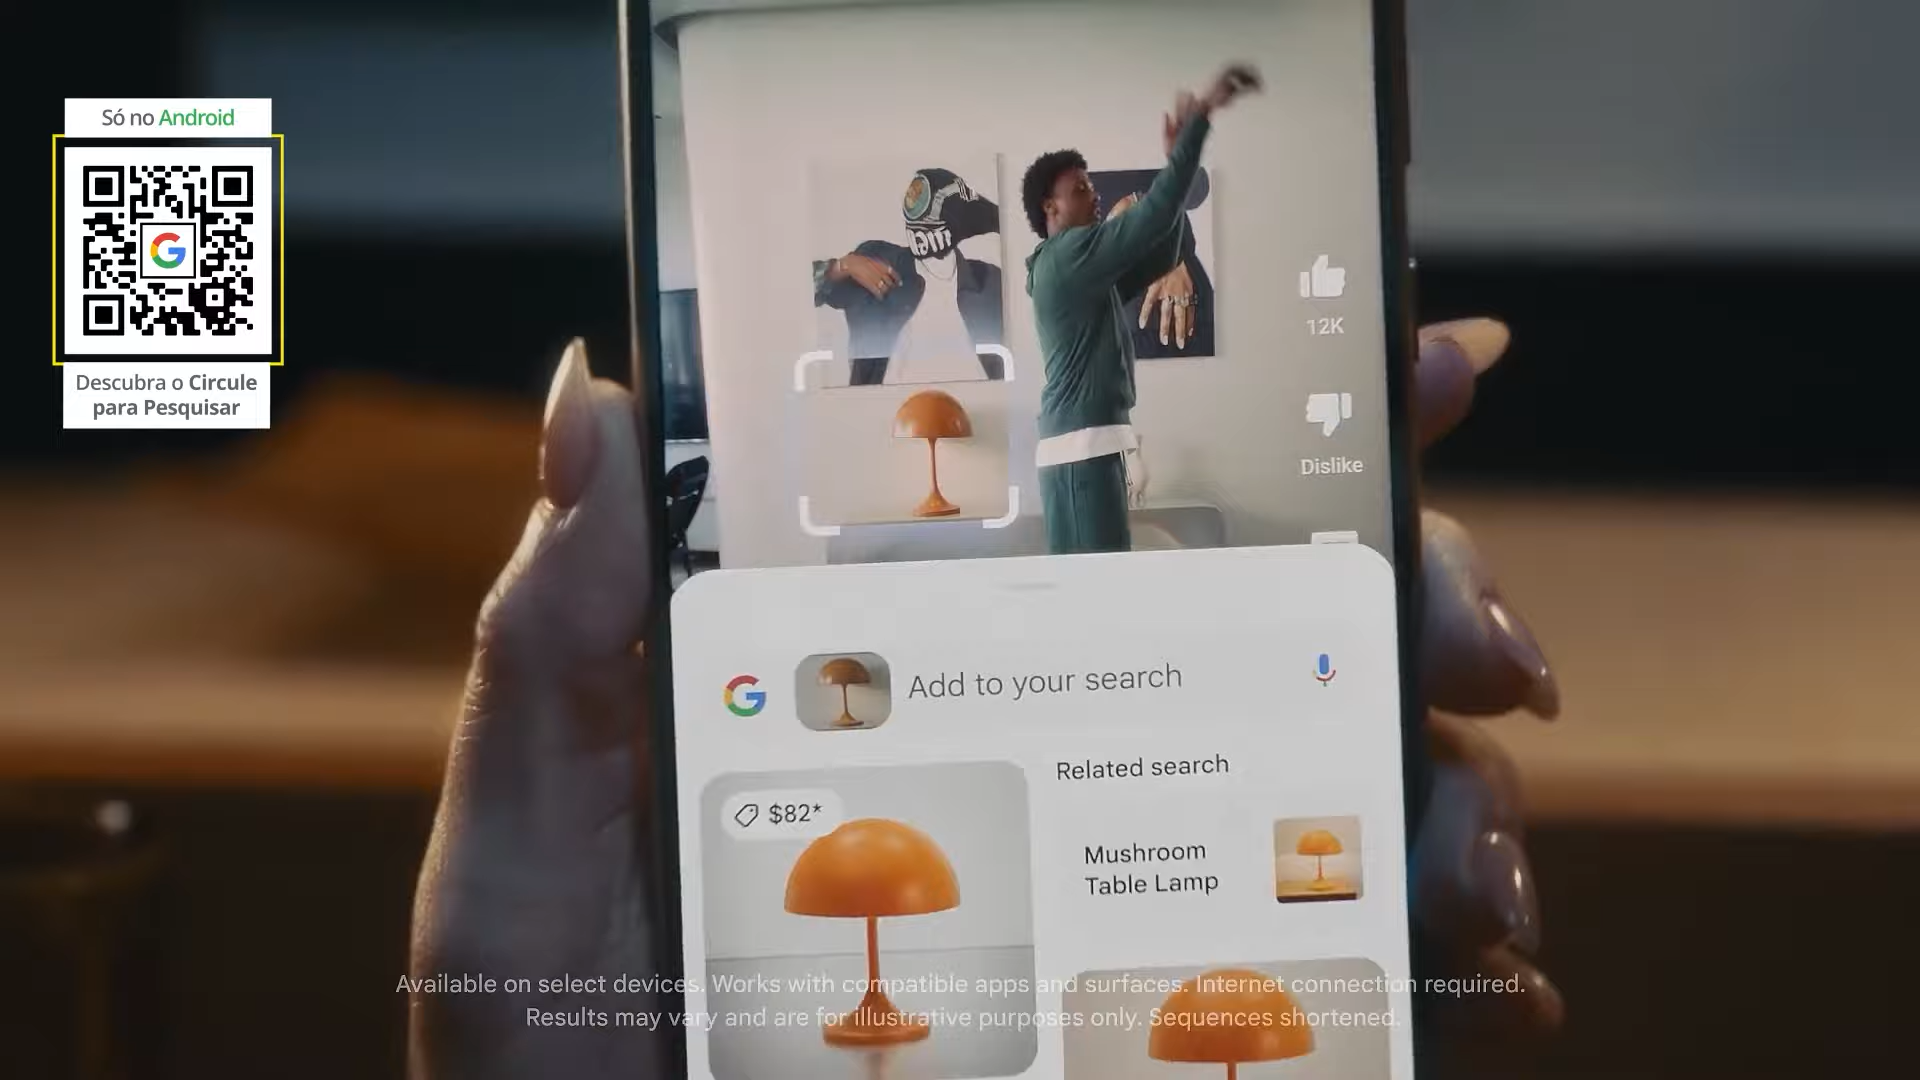 Só no Android
Descubra o Circule
para Pesquisar
12K
Dislike
Add to your search
Related search
$82*
Mushroom
Table Lamp
Available on select devices. Works with compatible apps and surfaces. Internet connection required.
Results may vary and are for illustrative purposes only. Sequences shortened.